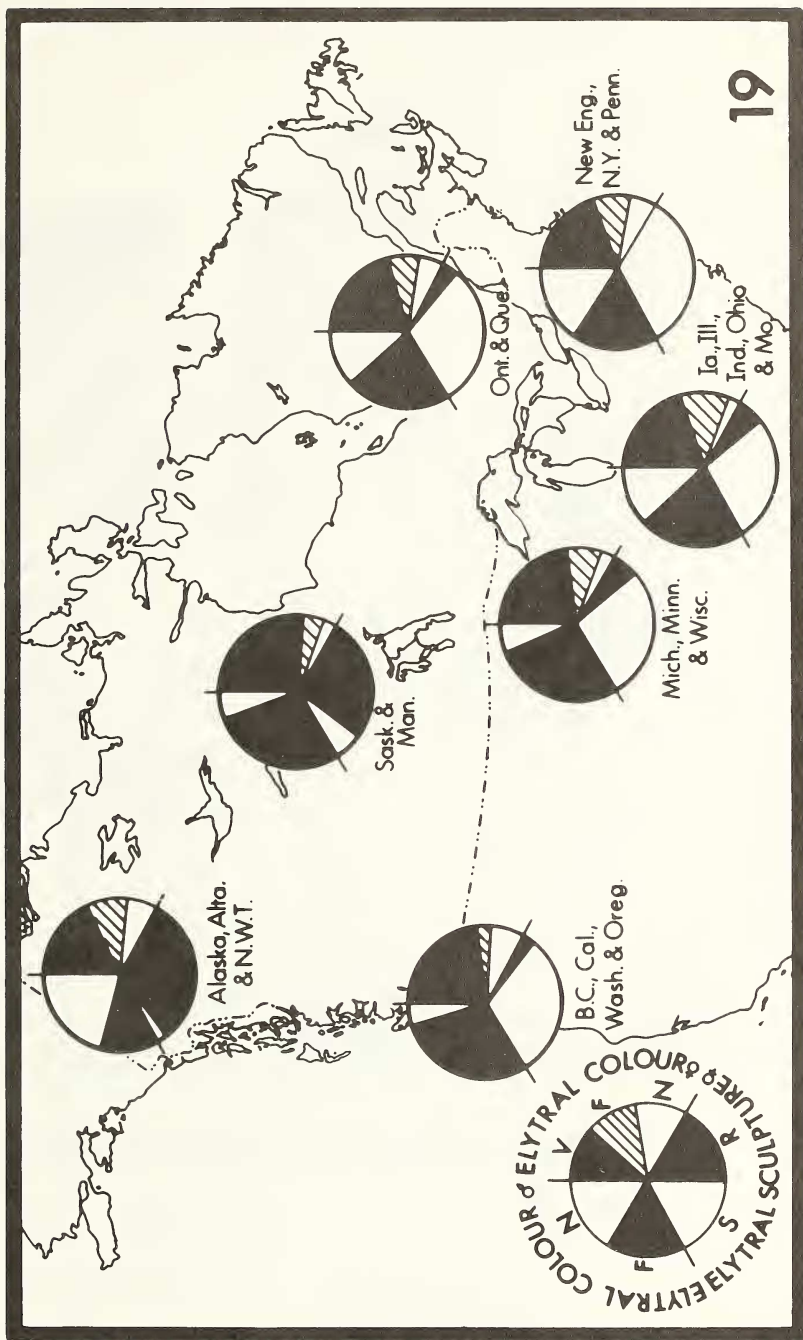 Alaska, Alta.
& N.W.T.
Sask. &
Man.
Ont. & Que.
New Eng.,
N.Y. & Penn.
B.C., Cal.,
Wash. & Oreg.
Mich., Minn.
& Wisc.
Ia., Ill.,
Ind., Ohio
& Mo.
ELYTRAL COLOUR ♂
ELYTRAL COLOUR ♀
ELYTRAL SCULPTURE ♀
N
V
F
N
R
S
F
19